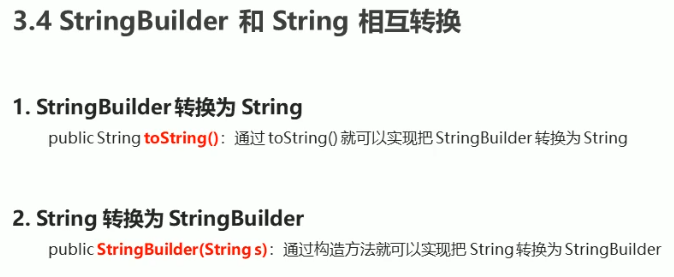 3.4 StringBuilder 和 String 相互转换
1. StringBuilder 转换为 String
public String toString()：通过 toString() 就可以实现把 StringBuilder 转换为 String
2. String 转换为 StringBuilder
public StringBuilder(String s)：通过构造方法就可以实现把 String 转换为 StringBuilder